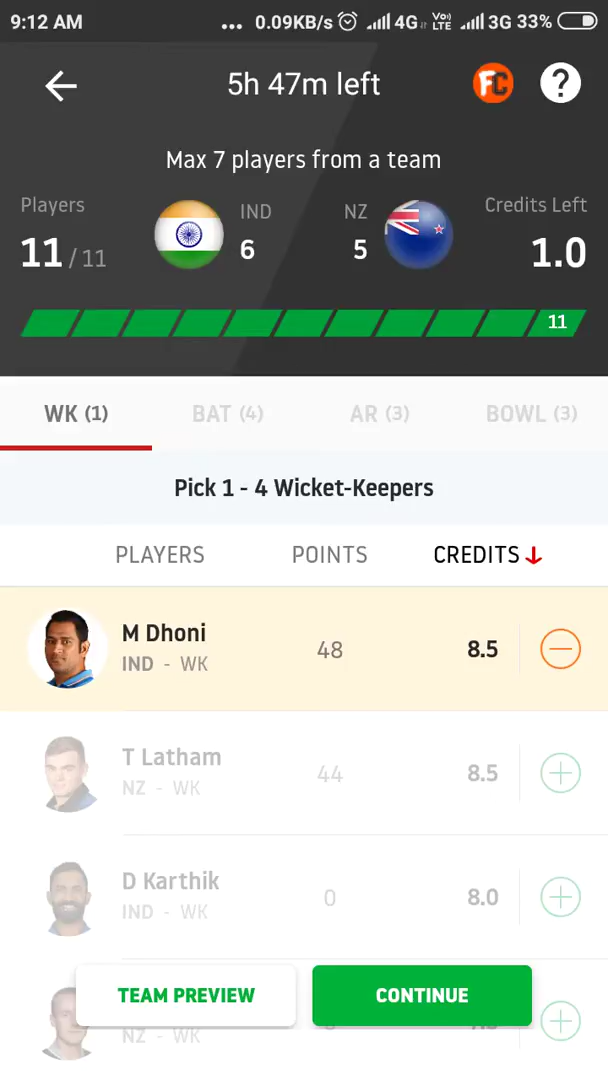 9:12 AM ... 0.09KB/s 4G VoLTE 3G 33%
5h 47m left FC ?
Max 7 players from a team
Players IND NZ Credits Left
11 / 11 6 5 1.0
11
WK (1) BAT (4) AR (3) BOWL (3)
Pick 1 - 4 Wicket-Keepers
PLAYERS POINTS CREDITS
M Dhoni
IND - WK 48 8.5
T Latham
NZ - WK 44 8.5
D Karthik
IND - WK 0 8.0
TEAM PREVIEW CONTINUE
NZ - WK